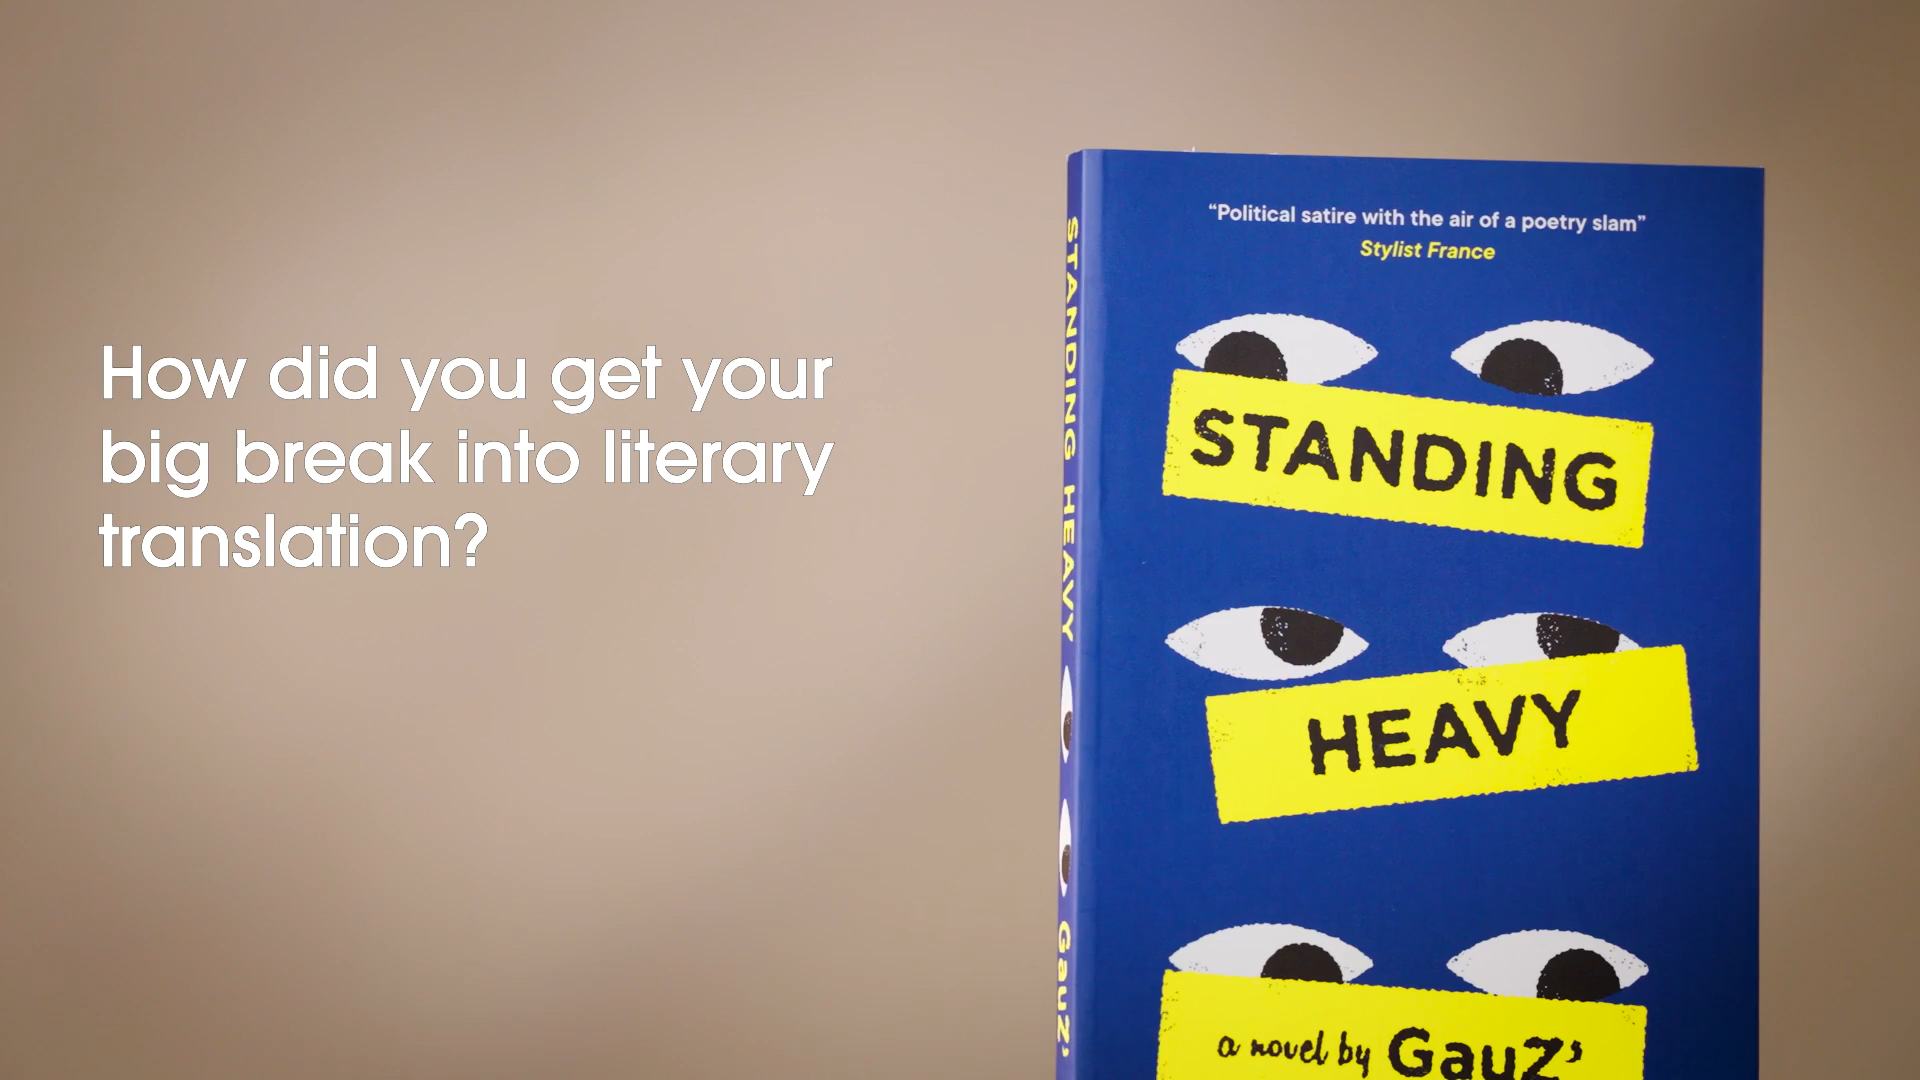 How did you get your
big break into literary
translation?
“Political satire with the air of a poetry slam”
Stylist France
STANDING
HEAVY
a novel by GauZ’
STANDING HEAVY GauZ’